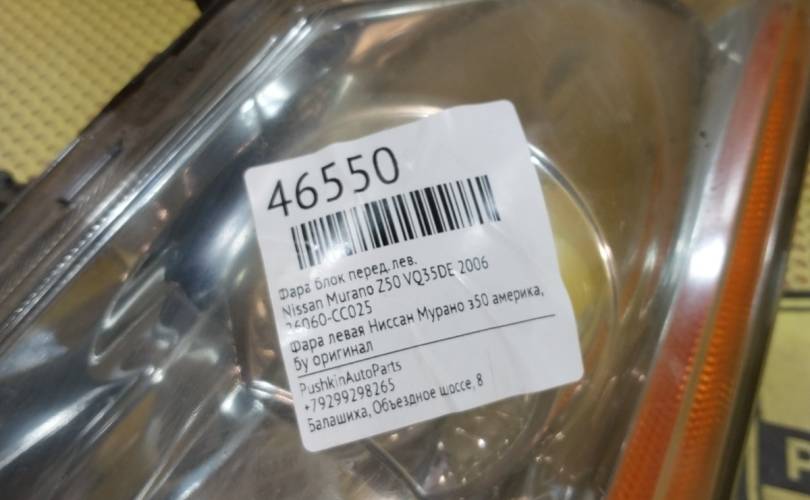 46550
Фара блок перед.лев.
Nissan Murano Z50 VQ35DE 2006
26060-CC025
Фара левая Ниссан Мурано з50 америка,
бу оригинал
PushkinAutoParts
+79299298265
Балашиха, Объездное шоссе, 8